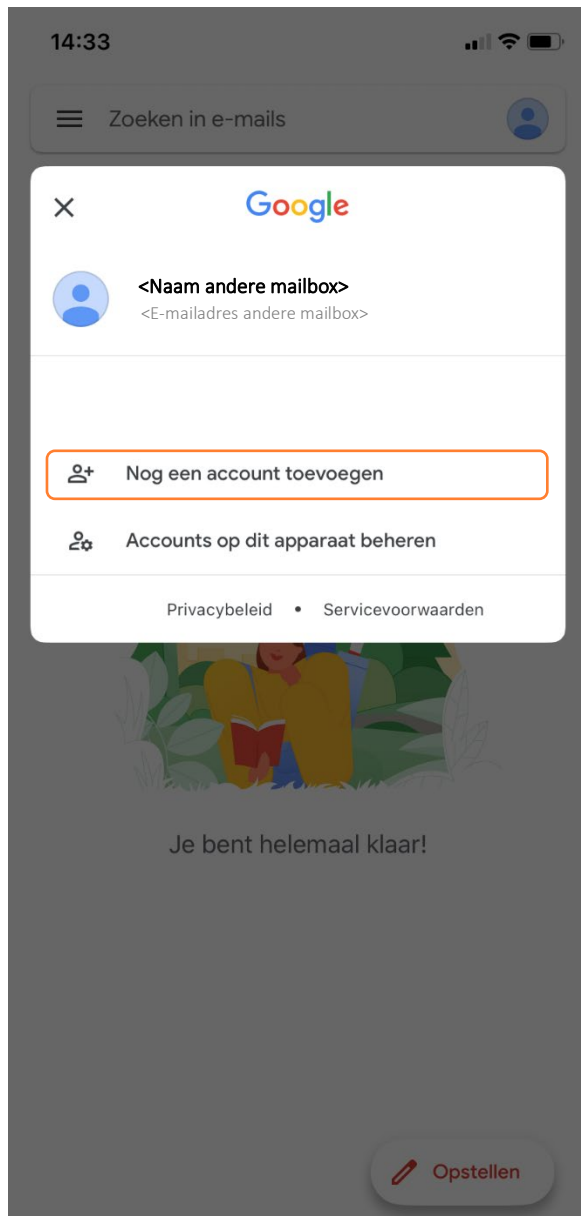 14:33
Zoeken in e-mails
Google
<Naam andere mailbox>
<E-mailadres andere mailbox>
Nog een account toevoegen
Accounts op dit apparaat beheren
Privacybeleid • Servicevoorwaarden
Je bent helemaal klaar!
Opstellen